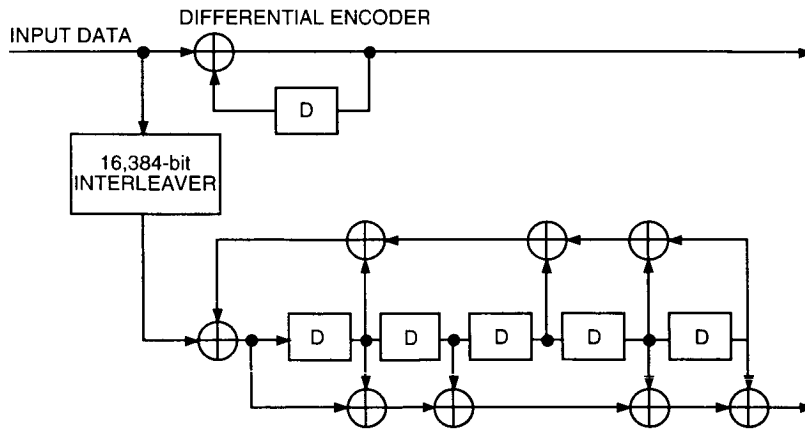 DIFFERENTIAL ENCODER
INPUT DATA
D
16,384-bit
INTERLEAVER
D
D
D
D
D